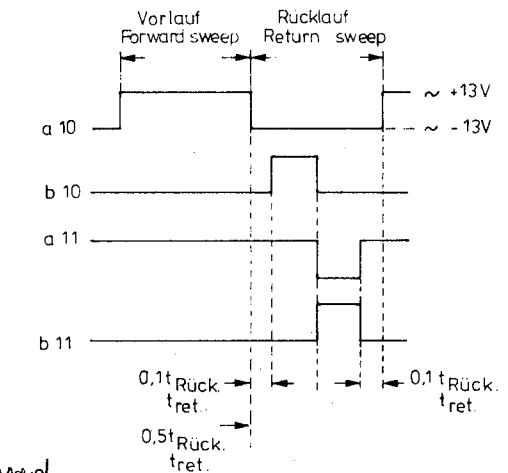 Vorlauf Rücklauf
Forward sweep Return sweep
~ +13V
a 10 ~ -13V
b 10
a 11
b 11
0,1 t Rück. 0,1 t Rück.
t ret. t ret.
0,5 t Rück.
t ret.